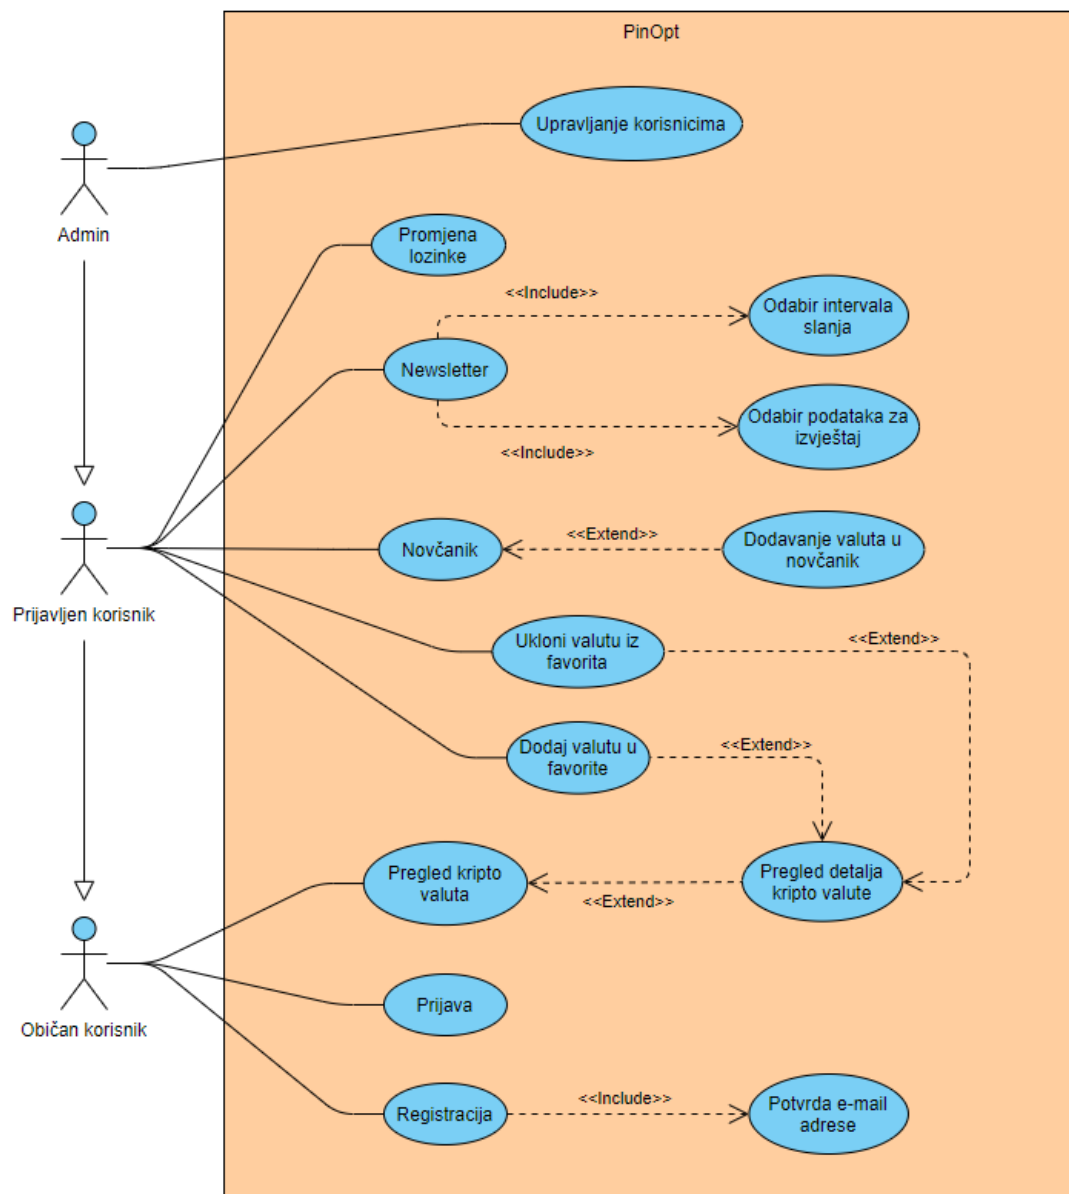 PinOpt
Upravljanje korisnicima
Admin
Promjena
lozinke
<<Include>>
Odabir intervala
slanja
Newsletter
Odabir podataka za
izvještaj
<<Include>>
Prijavljen korisnik
Novčanik
<<Extend>>
Dodavanje valuta u
novčanik
Ukloni valutu iz
favorita
<<Extend>>
Dodaj valutu u
favorite
<<Extend>>
Pregled kripto
valuta
<<Extend>>
Pregled detalja
kripto valute
Običan korisnik
Prijava
Registracija
<<Include>>
Potvrda e-mail
adrese